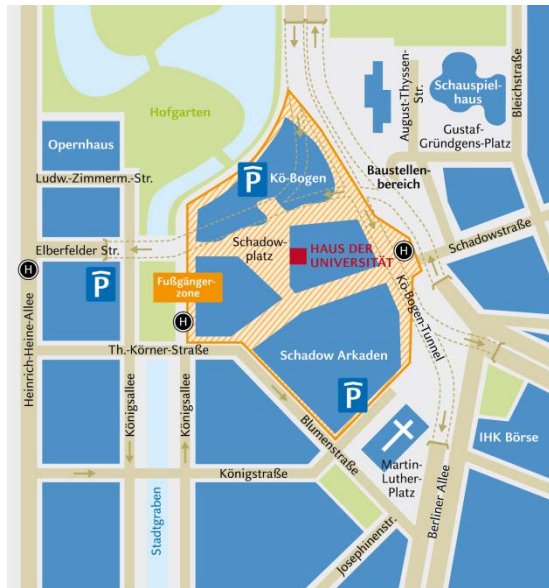 Hofgarten
Opernhaus
Ludw.-Zimmerm.-Str.
Elberfelder Str.
H
P
Heinrich-Heine-Allee
Fußgänger-
zone
H
Th.-Körner-Straße
Königsallee
Königsallee
Königstraße
Stadtgraben
P
Kö-Bogen
Schadow-
platz
HAUS DER
UNIVERSITÄT
H
Schadow Arkaden
P
Blumenstraße
Martin-
Luther-
Platz
Josephinenstr.
Berliner Allee
IHK Börse
Kö-Bogen-Tunnel
Schadowstraße
Baustellen-
bereich
August-Thyssen-
Str.
Schauspiel-
haus
Gustaf-
Gründgens-Platz
Bleichstraße